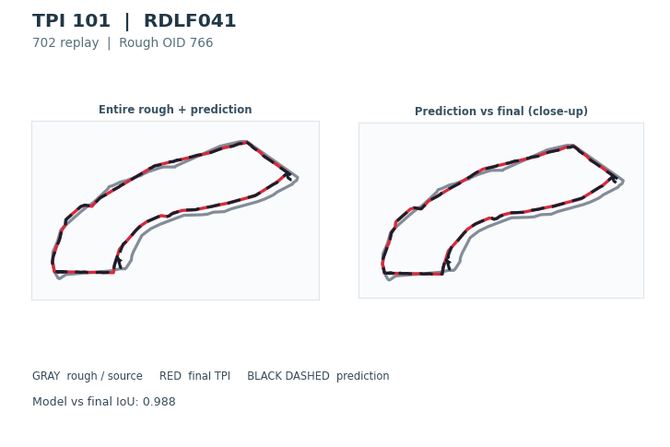 TPI 101 | RDLF041
702 replay | Rough OID 766
Entire rough + prediction
Prediction vs final (close-up)
GRAY rough / source RED final TPI BLACK DASHED prediction
Model vs final IoU: 0.988